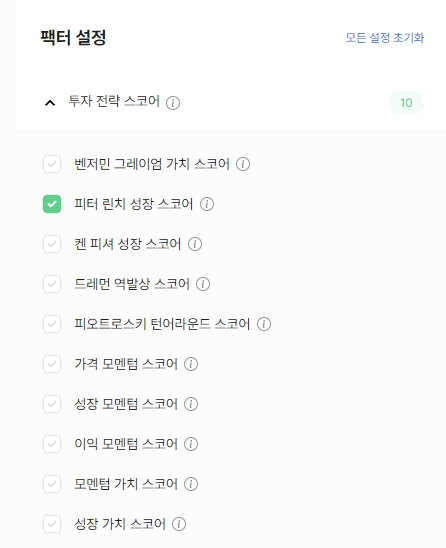 팩터 설정
모든 설정 초기화
투자 전략 스코어
10
벤저민 그레이엄 가치 스코어
피터 린치 성장 스코어
켄 피셔 성장 스코어
드레먼 역발상 스코어
피오트로스키 턴어라운드 스코어
가격 모멘텀 스코어
성장 모멘텀 스코어
이익 모멘텀 스코어
모멘텀 가치 스코어
성장 가치 스코어